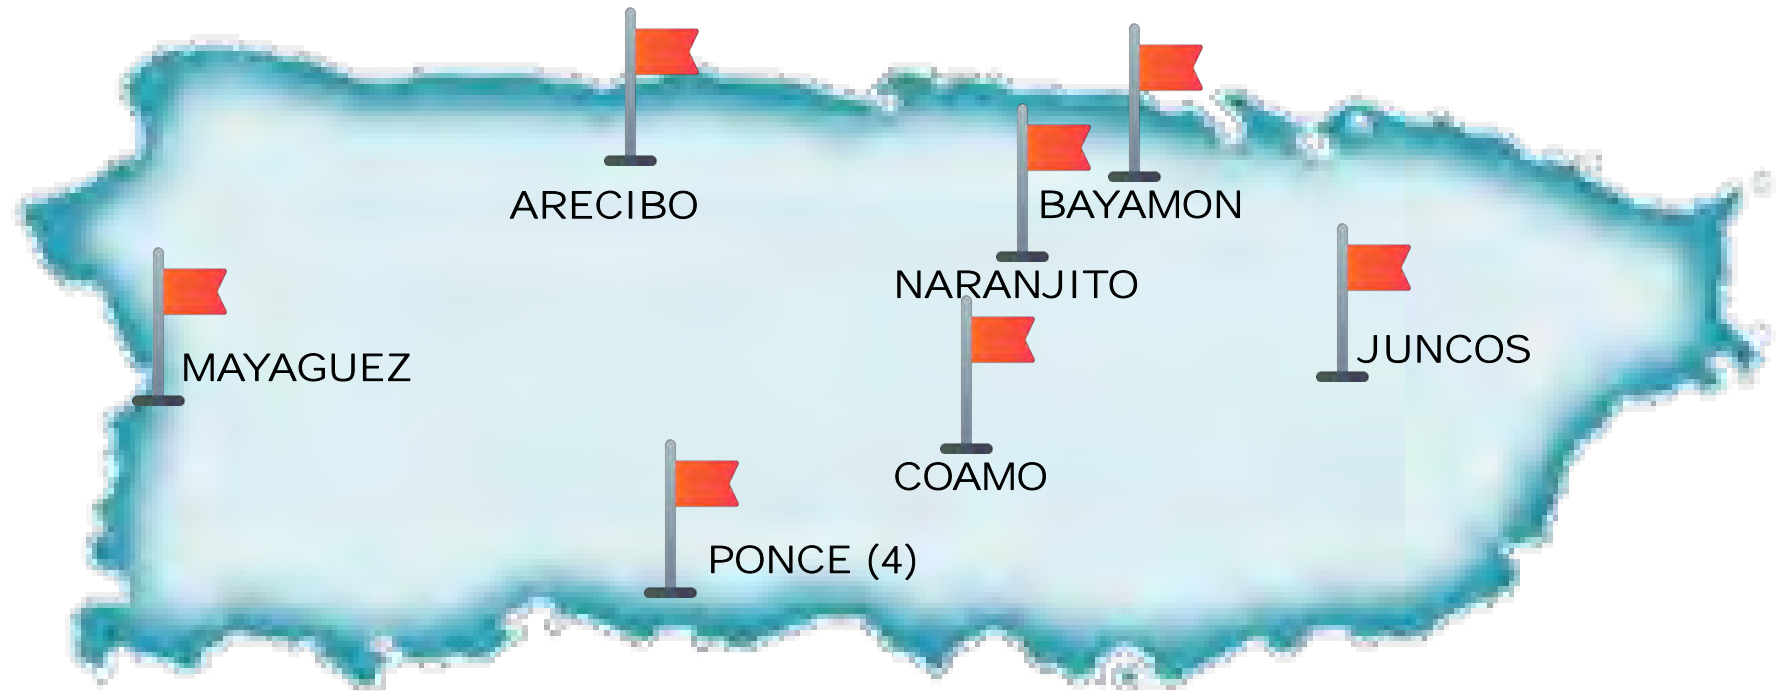 ARECIBO
BAYAMON
NARANJITO
MAYAGUEZ
JUNCOS
COAMO
PONCE (4)